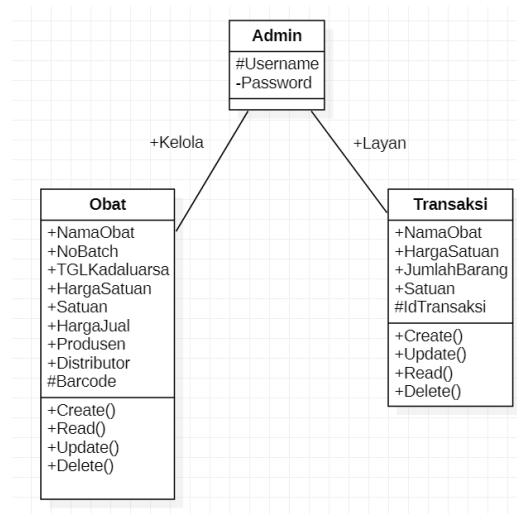 Admin
#Username
-Password
+Kelola
+Layan
Obat
+NamaObat
+NoBatch
+TGLKadaluarsa
+HargaSatuan
+Satuan
+HargaJual
+Produsen
+Distributor
#Barcode
+Create()
+Read()
+Update()
+Delete()
Transaksi
+NamaObat
+HargaSatuan
+JumlahBarang
+Satuan
#IdTransaksi
+Create()
+Update()
+Read()
+Delete()